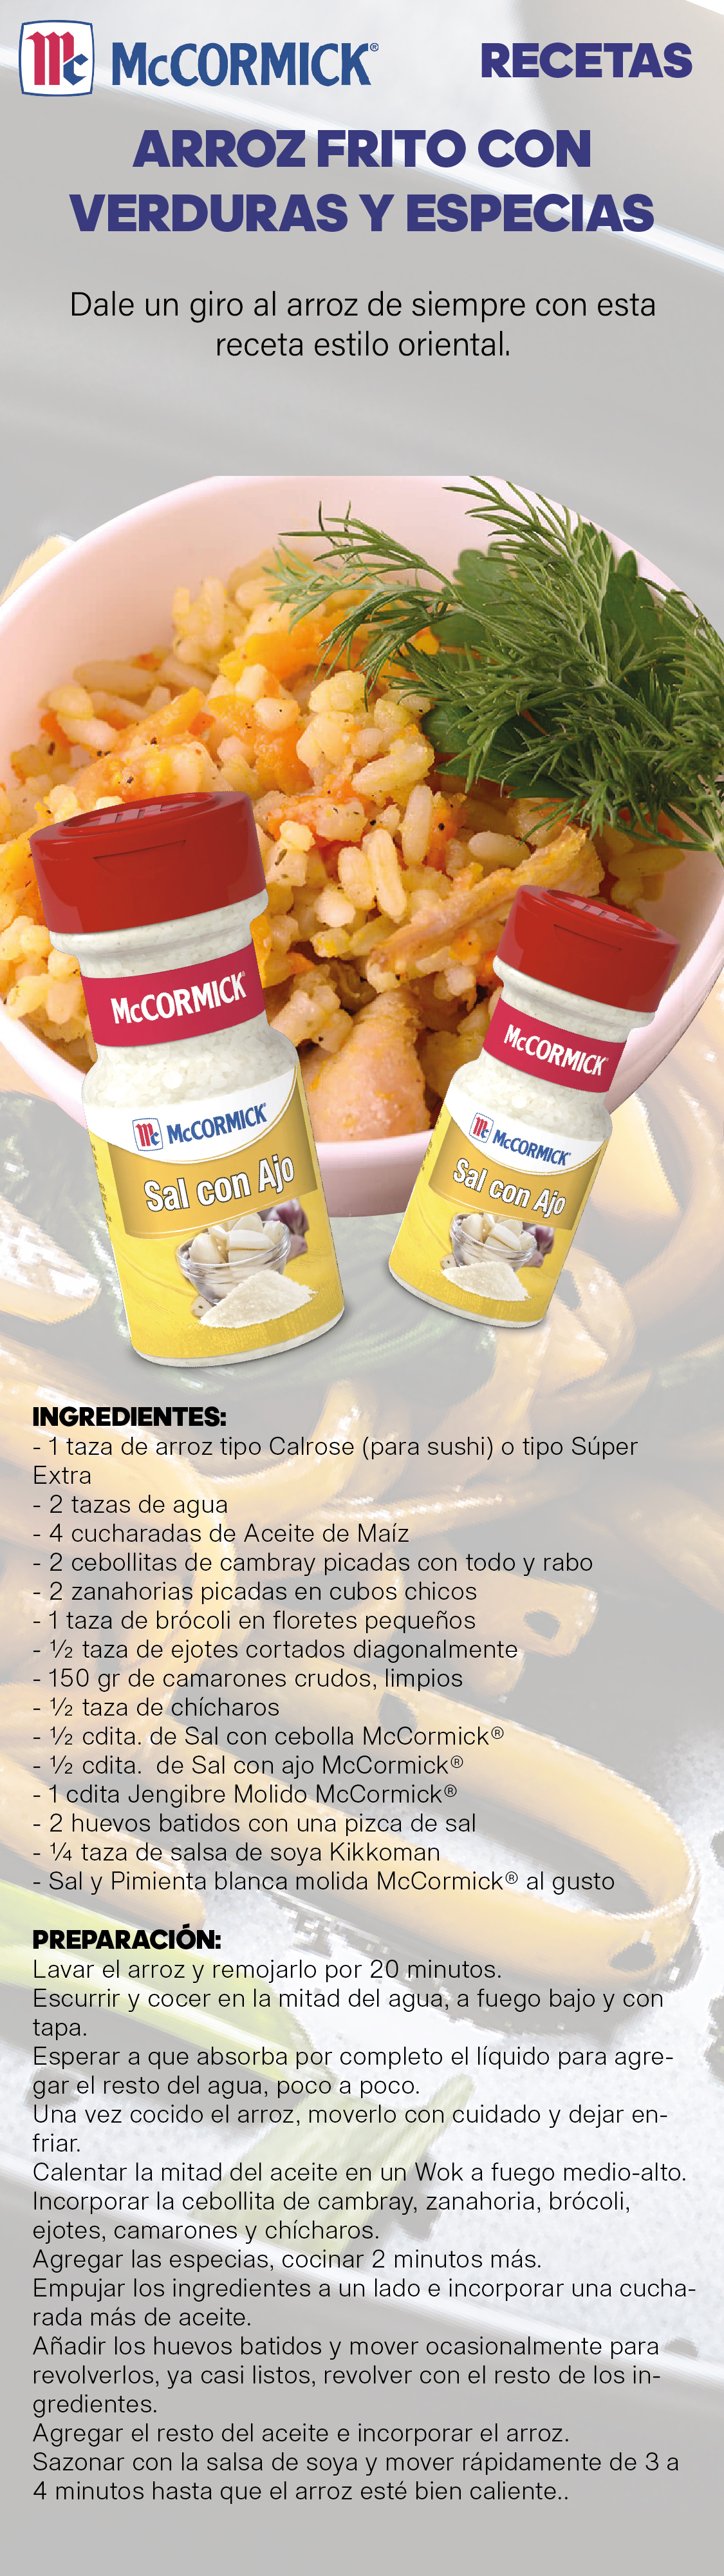 Mc McCORMICK®
RECETAS
ARROZ FRITO CON
VERDURAS Y ESPECIAS
Dale un giro al arroz de siempre con esta
receta estilo oriental.
McCORMICK®
Mc McCORMICK®
Sal con Ajo
McCORMICK®
Mc McCORMICK®
Sal con Ajo
INGREDIENTES:
- 1 taza de arroz tipo Calrose (para sushi) o tipo Súper
Extra
- 2 tazas de agua
- 4 cucharadas de Aceite de Maíz
- 2 cebollitas de cambray picadas con todo y rabo
- 2 zanahorias picadas en cubos chicos
- 1 taza de brócoli en floretes pequeños
- ½ taza de ejotes cortados diagonalmente
- 150 gr de camarones crudos, limpios
- ½ taza de chícharos
- ½ cdita. de Sal con cebolla McCormick®
- ½ cdita.  de Sal con ajo McCormick®
- 1 cdita Jengibre Molido McCormick®
- 2 huevos batidos con una pizca de sal
- ¼ taza de salsa de soya Kikkoman
- Sal y Pimienta blanca molida McCormick® al gusto
PREPARACIÓN:
Lavar el arroz y remojarlo por 20 minutos.
Escurrir y cocer en la mitad del agua, a fuego bajo y con
tapa.
Esperar a que absorba por completo el líquido para agre-
gar el resto del agua, poco a poco.
Una vez cocido el arroz, moverlo con cuidado y dejar en-
friar.
Calentar la mitad del aceite en un Wok a fuego medio-alto.
Incorporar la cebollita de cambray, zanahoria, brócoli,
ejotes, camarones y chícharos.
Agregar las especias, cocinar 2 minutos más.
Empujar los ingredientes a un lado e incorporar una cucha-
rada más de aceite.
Añadir los huevos batidos y mover ocasionalmente para
revolverlos, ya casi listos, revolver con el resto de los in-
gredientes.
Agregar el resto del aceite e incorporar el arroz.
Sazonar con la salsa de soya y mover rápidamente de 3 a
4 minutos hasta que el arroz esté bien caliente..